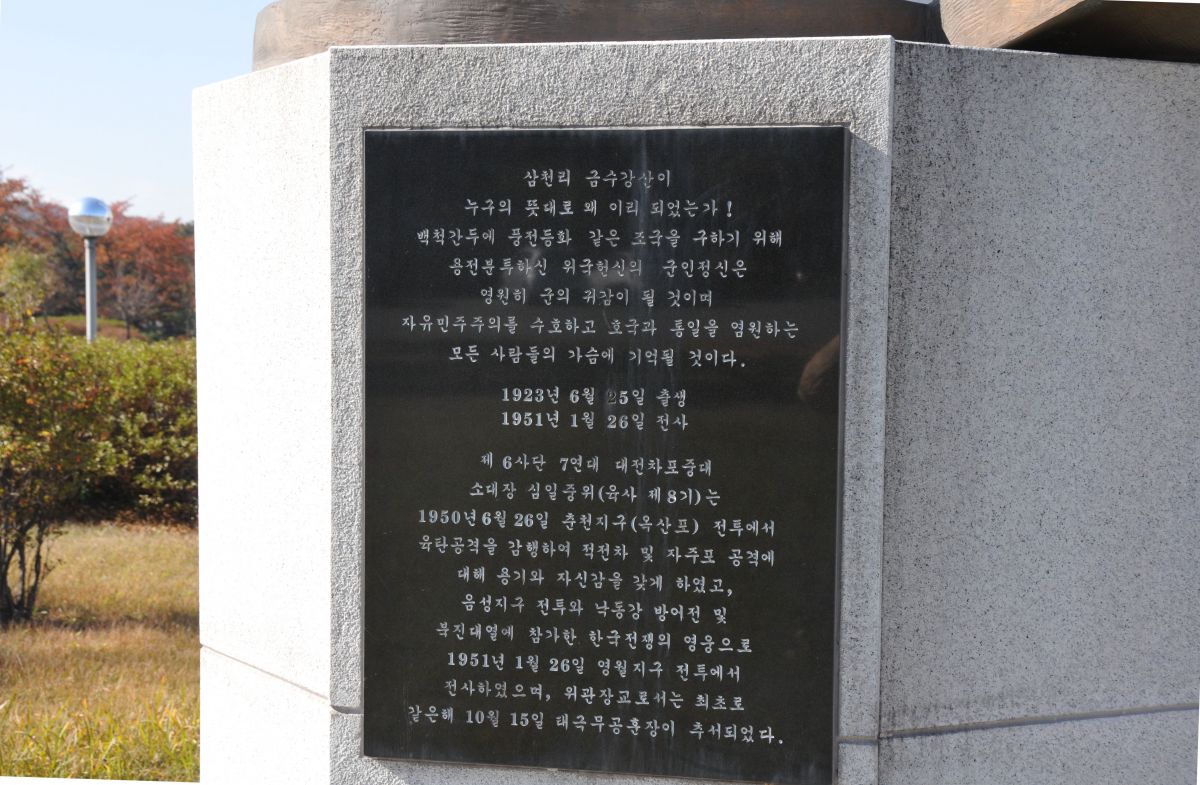 삼천리 금수강산이
누구의 뜻대로 왜 이리 되었는가!
백척간두에 풍전등화 같은 조국을 구하기 위해
용전분투하신 위국헌신의 군인정신은
영원히 군의 귀감이 될 것이며
자유민주주의를 수호하고 호국과 통일을 염원하는
모든 사람들의 가슴에 기억될 것이다.
1923년 6월 25일 출생
1951년 1월 26일 전사
제 6사단 7연대 대전차포중대
소대장 심일중위(육사 제8기)는
1950년 6월 26일 춘천지구(옥산포) 전투에서
육탄공격을 감행하여 적전차 및 자주포 공격에
대해 용기와 자신감을 갖게 하였고,
음성지구 전투와 낙동강 방어전 및
북진대열에 참가한 한국전쟁의 영웅으로
1951년 1월 26일 영월지구 전투에서
전사하였으며, 위관장교로서는 최초로
같은해 10월 15일 태극무공훈장이 추서되었다.